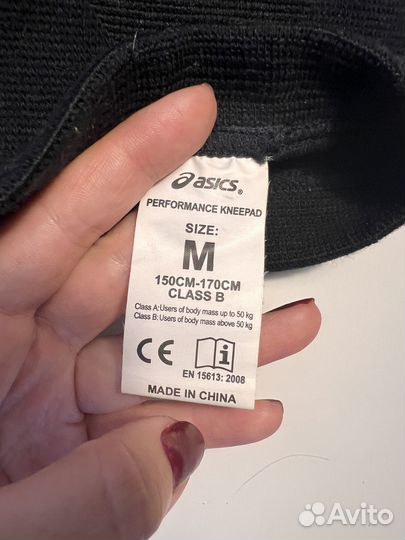 asics®
PERFORMANCE KNEEPAD
SIZE:
M
150CM-170CM
CLASS B
Class A:Users of body mass up to 50 kg
Class B:Users of body mass above 50 kg
CE i
EN 15613: 2008
MADE IN CHINA
Avito